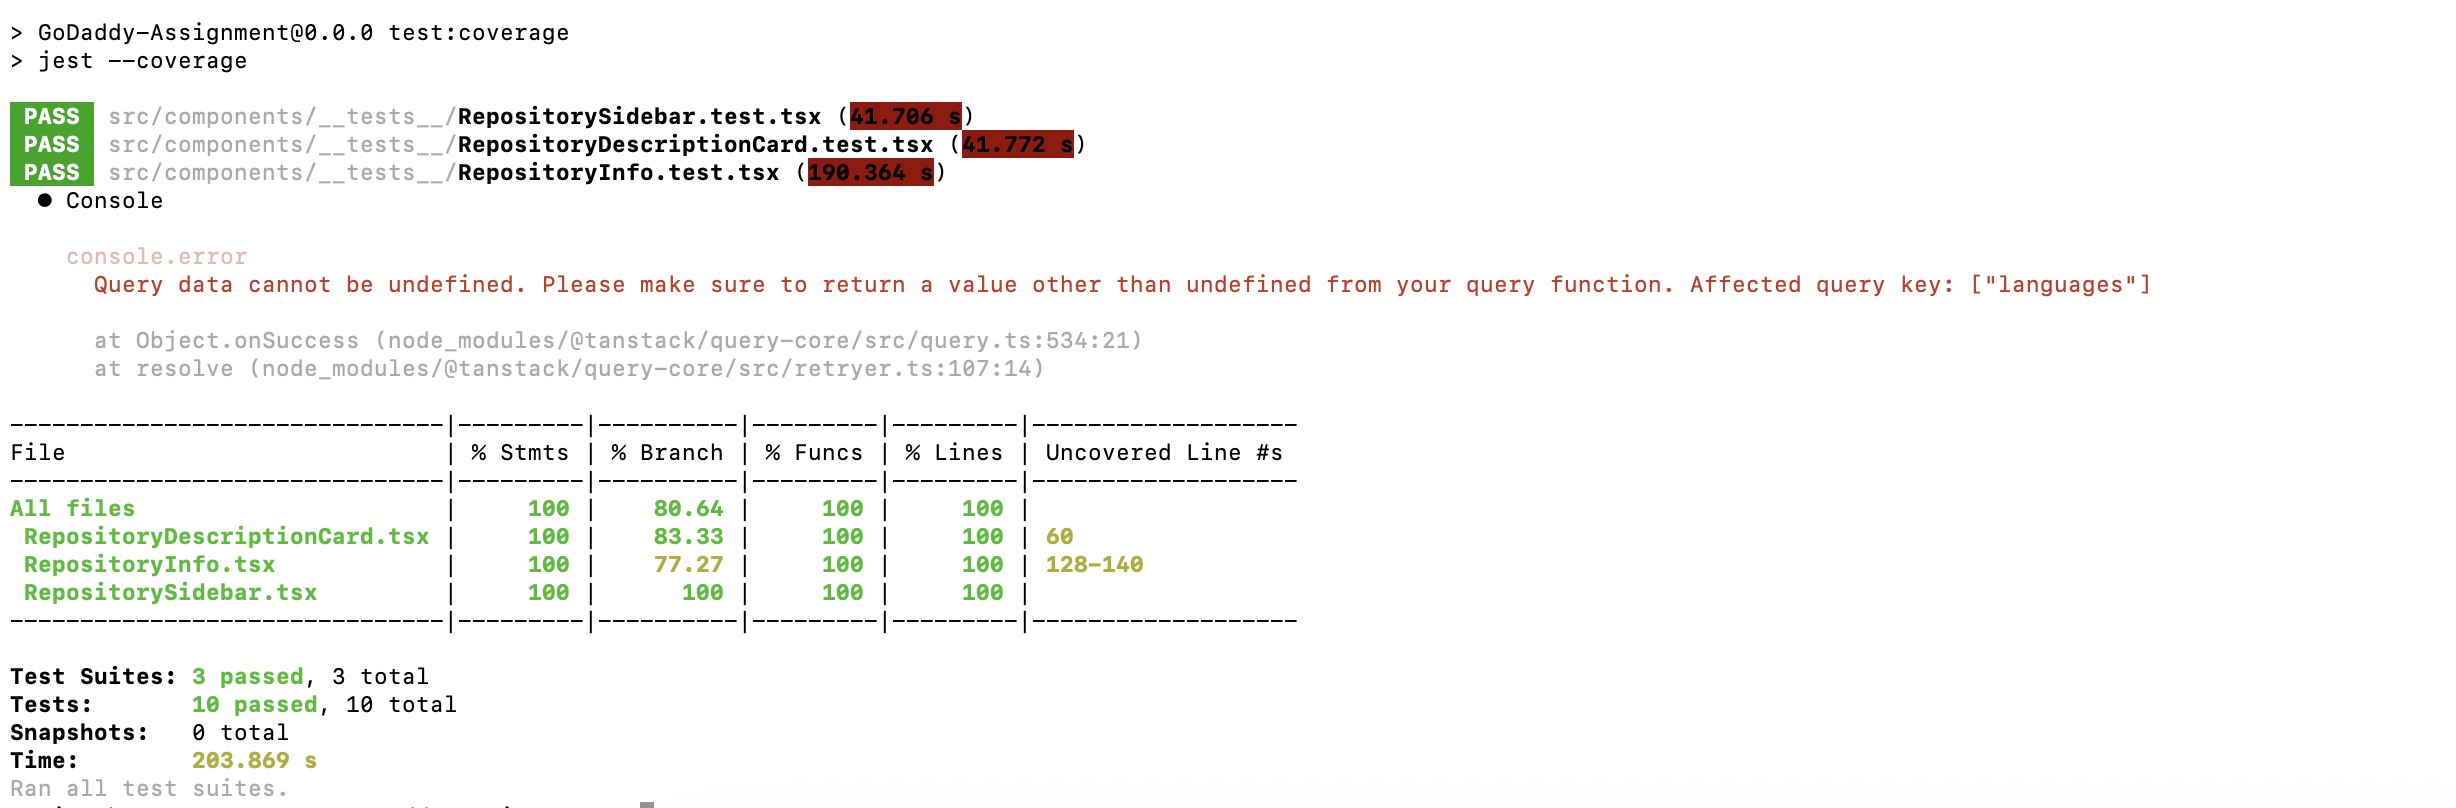 > GoDaddy-Assignment@0.0.0 test:coverage
> jest --coverage
PASS src/components/__tests__/RepositorySidebar.test.tsx (41.706 s)
PASS src/components/__tests__/RepositoryDescriptionCard.test.tsx (41.772 s)
PASS src/components/__tests__/RepositoryInfo.test.tsx (190.364 s)
● Console
console.error
Query data cannot be undefined. Please make sure to return a value other than undefined from your query function. Affected query key: ["languages"]
at Object.onSuccess (node_modules/@tanstack/query-core/src/query.ts:534:21)
at resolve (node_modules/@tanstack/query-core/src/retryer.ts:107:14)
-------------------------------|---------|----------|---------|---------|-------------------
File | % Stmts | % Branch | % Funcs | % Lines | Uncovered Line #s
-------------------------------|---------|----------|---------|---------|-------------------
All files | 100 | 80.64 | 100 | 100 |
RepositoryDescriptionCard.tsx | 100 | 83.33 | 100 | 100 | 60
RepositoryInfo.tsx | 100 | 77.27 | 100 | 100 | 128-140
RepositorySidebar.tsx | 100 | 100 | 100 | 100 |
-------------------------------|---------|----------|---------|---------|-------------------
Test Suites: 3 passed, 3 total
Tests: 10 passed, 10 total
Snapshots: 0 total
Time: 203.869 s
Ran all test suites.